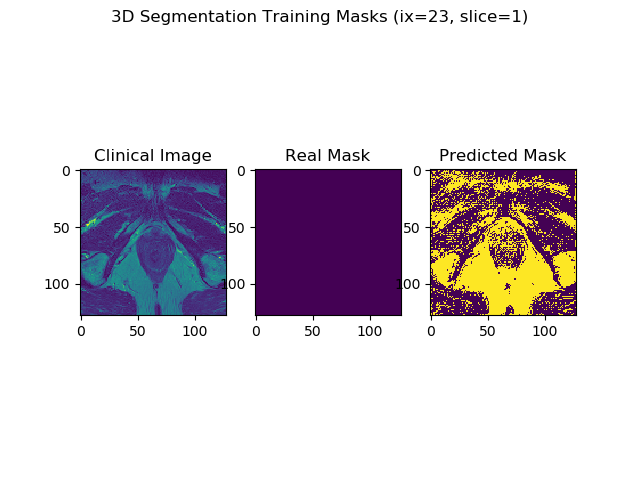 3D Segmentation Training Masks (ix=23, slice=1)
Clinical Image Real Mask Predicted Mask
0 0 0
50 50 50
100 100 100
0 50 100 0 50 100 0 50 100